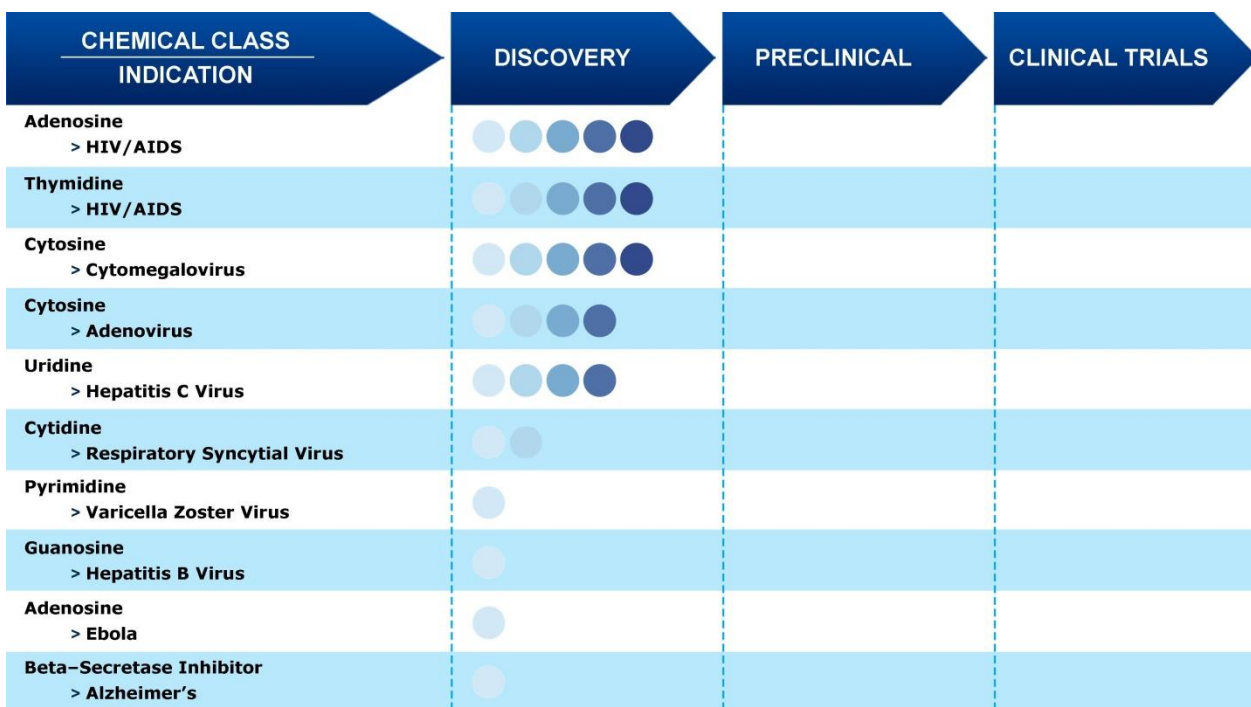 CHEMICAL CLASS
INDICATION
DISCOVERY
PRECLINICAL
CLINICAL TRIALS
Adenosine
> HIV/AIDS
Thymidine
> HIV/AIDS
Cytosine
> Cytomegalovirus
Cytosine
> Adenovirus
Uridine
> Hepatitis C Virus
Cytidine
> Respiratory Syncytial Virus
Pyrimidine
> Varicella Zoster Virus
Guanosine
> Hepatitis B Virus
Adenosine
> Ebola
Beta–Secretase Inhibitor
> Alzheimer’s